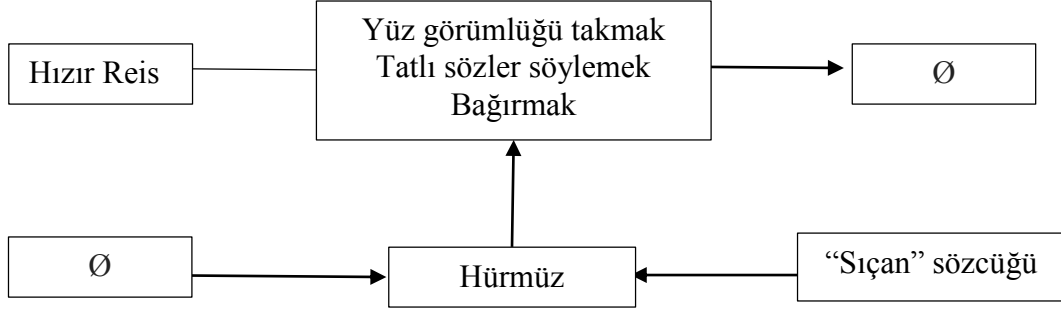 Hızır Reis
Yüz görümlüğü takmak
Tatlı sözler söylemek
Bağırmak
Ø
Ø
Hürmüz
“Sıçan” sözcüğü